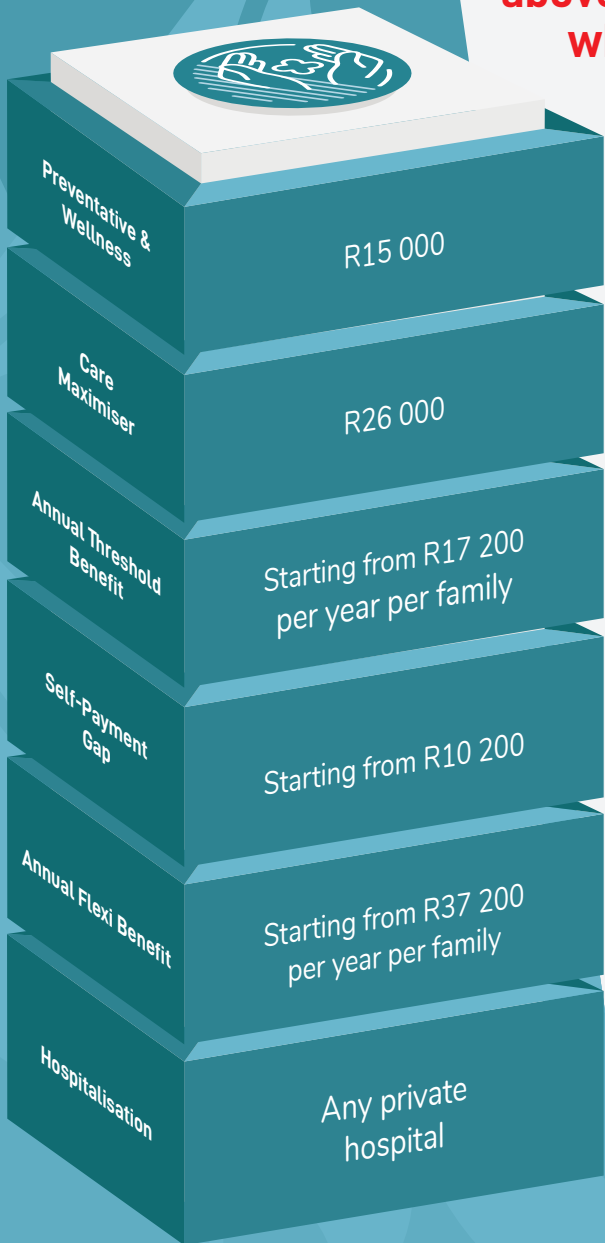 above
W
Preventative &
Wellness
R15 000
Care
Maximiser
R26 000
Annual Threshold
Benefit
Starting from R17 200
per year per family
Self-Payment
Gap
Starting from R10 200
Annual Flexi Benefit
Starting from R37 200
per year per family
Hospitalisation
Any private
hospital